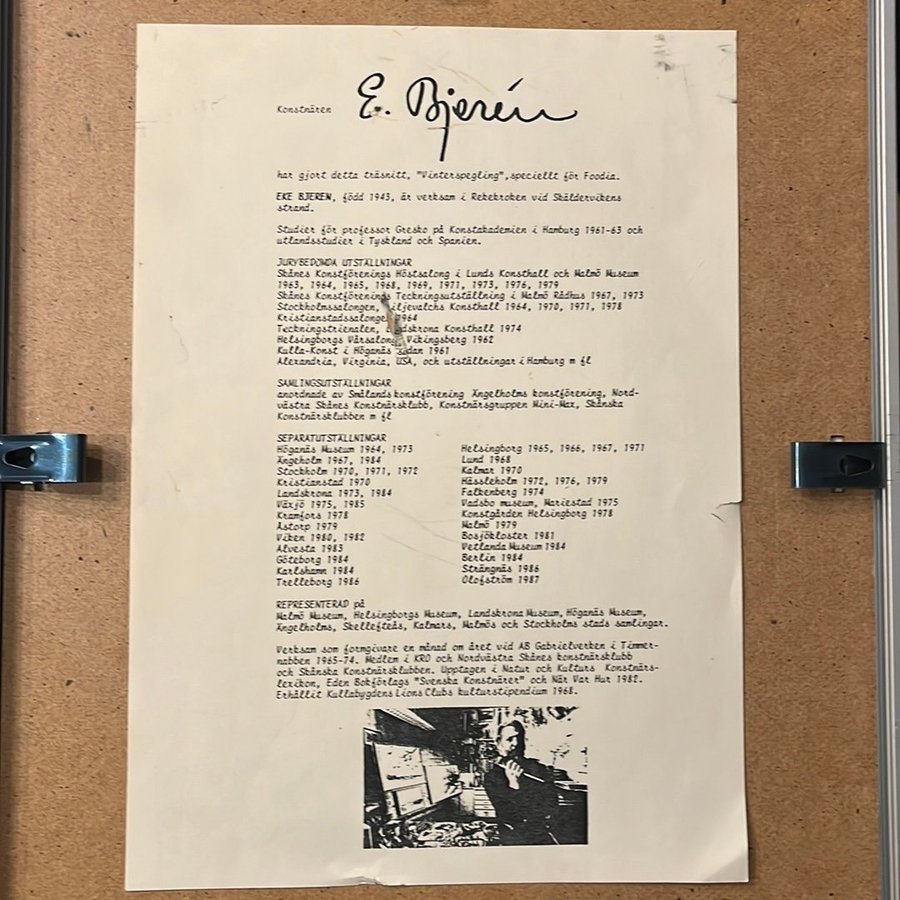 Konstnären E. Bjerén
har gjort detta träsnitt, "Vinterspegling", speciellt för Foodia.
EKE BJEREN, född 1943, är verksam i Rekekroken vid Skäldervikens
strand.
Studier för professor Gresko på Konstakademien i Hamburg 1961-63 och
utlandsstudier i Tyskland och Spanien.
JURYBEDÖMDA UTSTÄLLNINGAR
Skånes Konstförenings Höstsalong i Lunds Konsthall och Malmö Museum
1963, 1964, 1965, 1968, 1969, 1971, 1973, 1976, 1979
Skånes Konstförenings Teckningsutställning i Malmö Rådhus 1967, 1973
Stockholmssalongen, Liljevalchs Konsthall 1964, 1970, 1971, 1978
Kristianstadssalongen 1964
Teckningstrienalen, Landskrona Konsthall 1974
Helsingborgs Vårsalong, Vikingsberg 1962
Kulla-Konst i Höganäs sedan 1961
Alexandria, Virginia, USA, och utställningar i Hamburg m fl
SAMLINGSUTSTÄLLNINGAR
anordnade av Smålands konstförening Ängelholms konstförening, Nord-
västra Skånes Konstnärsklubb, Konstnärsgruppen Mini-Max, Skånska
Konstnärsklubben m fl
SEPARATUTSTÄLLNINGAR
Höganäs Museum 1964, 1973
Ängeholm 1967, 1984
Stockholm 1970, 1971, 1972
Kristianstad 1970
Landskrona 1973, 1984
Växjö 1975, 1985
Kramfors 1978
Åstorp 1979
Viken 1980, 1982
Alvesta 1983
Göteborg 1984
Karlshamn 1984
Trelleborg 1986
Helsingborg 1965, 1966, 1967, 1971
Lund 1968
Kalmar 1970
Hässleholm 1972, 1976, 1979
Falkenberg 1974
Vadsbo museum, Mariestad 1975
Konstgården Helsingborg 1978
Malmö 1979
Bosjökloster 1981
Vetlanda Museum 1984
Berlin 1984
Strängnäs 1986
Olofström 1987
REPRESENTERAD på
Malmö Museum, Helsingborgs Museum, Landskrona Museum, Höganäs Museum,
Ängelholms, Skellefteås, Kalmars, Malmös och Stockholms stads samlingar.
Verksam som formgivare en månad om året vid AB Gabrielverken i Timmer-
nabben 1965-74. Medlem i KRO och Nordvästra Skånes konstnärsklubb
och Skånska Konstnärsklubben. Upptagen i Natur och Kulturs Konstnärs-
lexikon, Eden Bokförlags "Svenska Konstnärer" och När Var Hur 1982.
Erhållit Kullabygdens Lions Clubs kulturstipendium 1968.